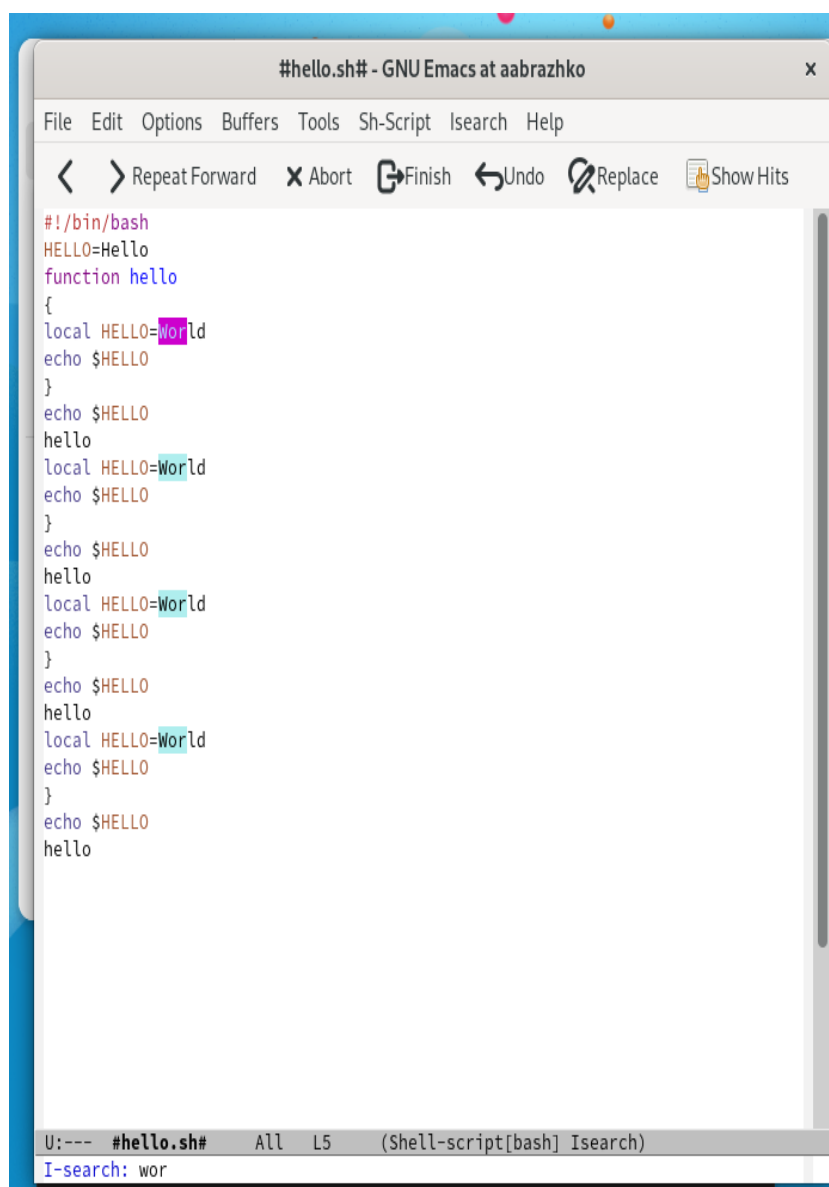 #hello.sh# - GNU Emacs at aabrazhko x
File Edit Options Buffers Tools Sh-Script Isearch Help
Repeat Forward Abort Finish Undo Replace Show Hits
#!/bin/bash
HELLO=Hello
function hello
{
local HELLO=World
echo $HELLO
}
echo $HELLO
hello
local HELLO=World
echo $HELLO
}
echo $HELLO
hello
local HELLO=World
echo $HELLO
}
echo $HELLO
hello
local HELLO=World
echo $HELLO
}
echo $HELLO
hello
U:--- #hello.sh# All L5 (Shell-script[bash] Isearch)
I-search: wor